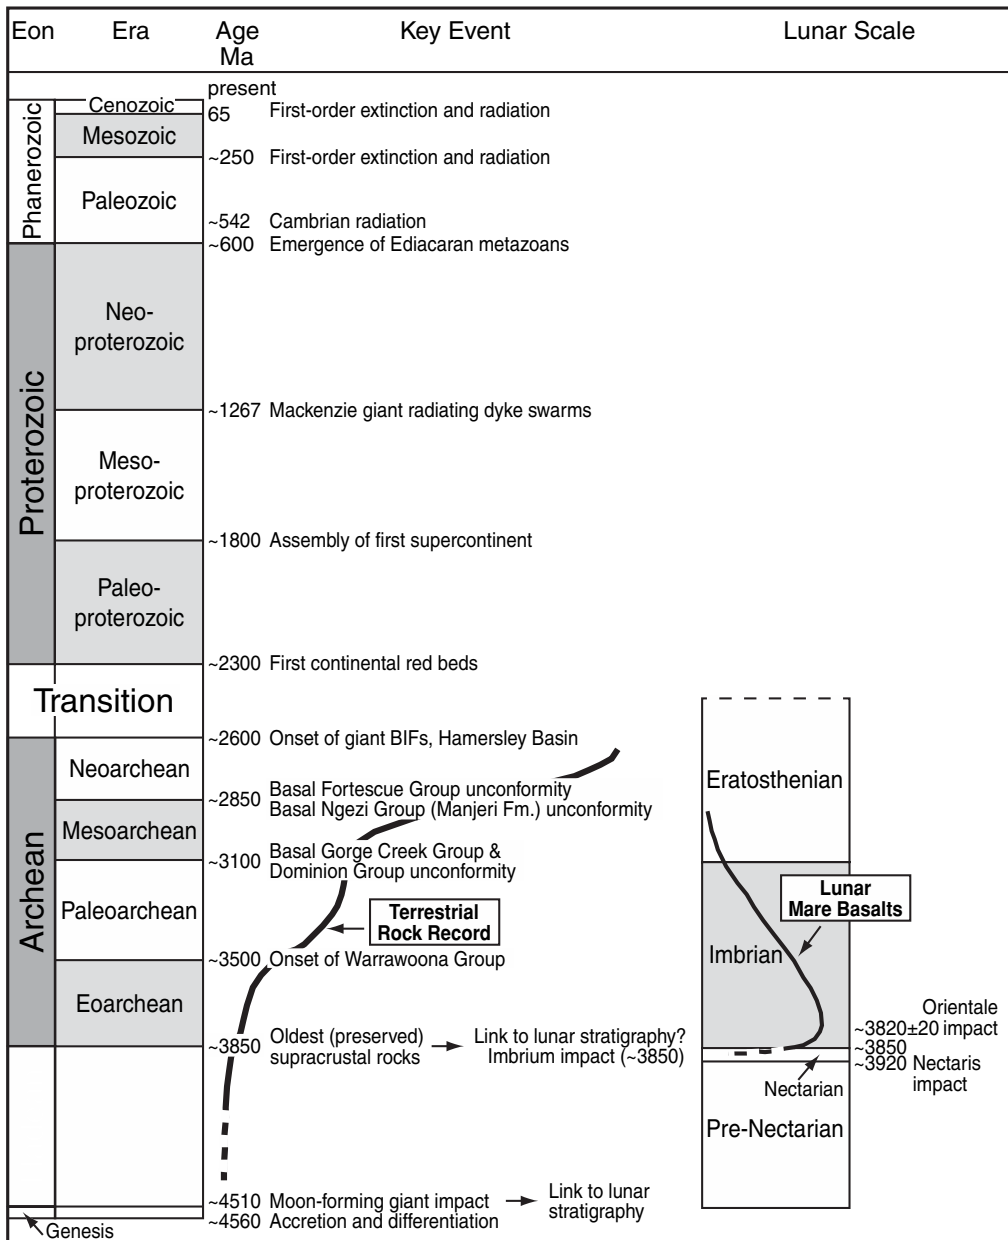 Eon
Era
Age
Ma
Key Event
Lunar Scale
present
Phanerozoic
Cenozoic
65
First-order extinction and radiation
Mesozoic
~250
First-order extinction and radiation
Paleozoic
~542
Cambrian radiation
~600
Emergence of Ediacaran metazoans
Proterozoic
Neo-
proterozoic
~1267
Mackenzie giant radiating dyke swarms
Meso-
proterozoic
~1800
Assembly of first supercontinent
Paleo-
proterozoic
~2300
First continental red beds
Transition
~2600
Onset of giant BIFs, Hamersley Basin
Archean
Neoarchean
~2850
Basal Fortescue Group unconformity
Basal Ngezi Group (Manjeri Fm.) unconformity
Mesoarchean
~3100
Basal Gorge Creek Group &
Dominion Group unconformity
Paleoarchean
Terrestrial
Rock Record
~3500
Onset of Warrawoona Group
Eoarchean
~3850
Oldest (preserved)
supracrustal rocks
Link to lunar stratigraphy?
Imbrium impact (~3850)
~4510
Moon-forming giant impact
Link to lunar
stratigraphy
~4560
Accretion and differentiation
Genesis
Eratosthenian
Lunar
Mare Basalts
Imbrian
Orientale
~3820±20 impact
~3850
~3920 Nectaris
impact
Nectarian
Pre-Nectarian